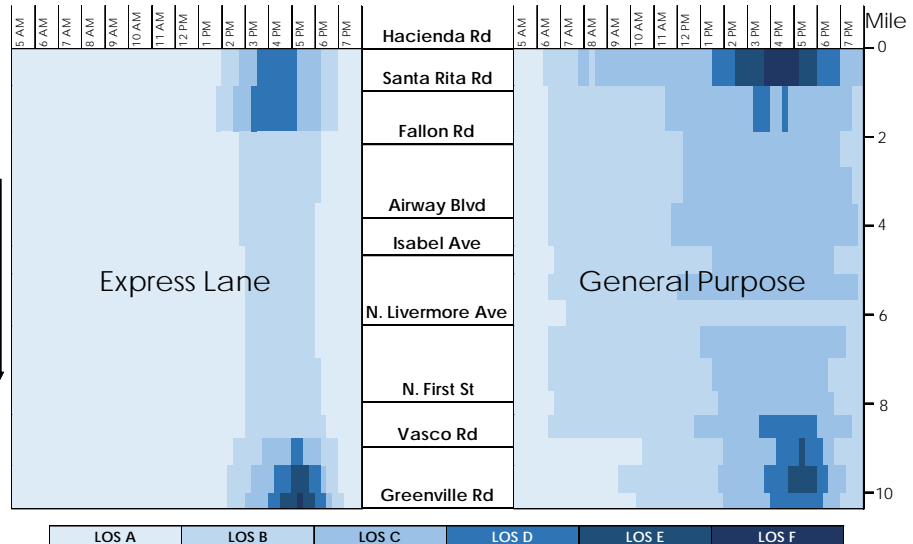 5 AM 6 AM 7 AM 8 AM 9 AM 10 AM 11 AM 12 PM 1 PM 2 PM 3 PM 4 PM 5 PM 6 PM 7 PM
5 AM 6 AM 7 AM 8 AM 9 AM 10 AM 11 AM 12 PM 1 PM 2 PM 3 PM 4 PM 5 PM 6 PM 7 PM
Mile
Hacienda Rd
0
Santa Rita Rd
Fallon Rd
2
Airway Blvd
4
Isabel Ave
Express Lane
General Purpose
N. Livermore Ave
6
N. First St
8
Vasco Rd
Greenville Rd
10
LOS A LOS B LOS C LOS D LOS E LOS F